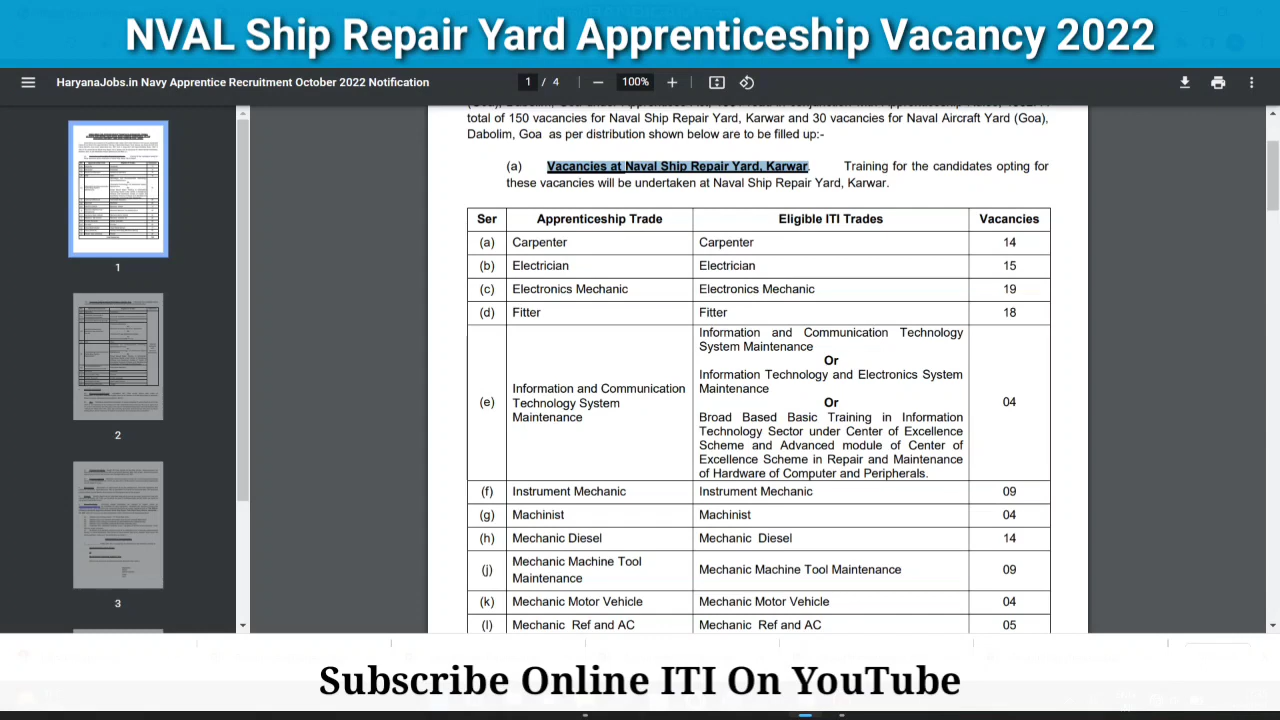 NVAL Ship Repair Yard Apprenticeship Vacancy 2022
HaryanaJobs.in Navy Apprentice Recruitment October 2022 Notification
1 / 4
100%
total of 150 vacancies for Naval Ship Repair Yard, Karwar and 30 vacancies for Naval Aircraft Yard (Goa),
Dabolim, Goa as per distribution shown below are to be filled up:-
(a) Vacancies at Naval Ship Repair Yard, Karwar. Training for the candidates opting for
these vacancies will be undertaken at Naval Ship Repair Yard, Karwar.
Ser Apprenticeship Trade Eligible ITI Trades Vacancies
(a) Carpenter Carpenter 14
(b) Electrician Electrician 15
(c) Electronics Mechanic Electronics Mechanic 19
(d) Fitter Fitter 18
(e) Information and Communication
Technology System
Maintenance
Information and Communication Technology
System Maintenance
Or
Information Technology and Electronics System
Maintenance
Or
Broad Based Basic Training in Information
Technology Sector under Center of Excellence
Scheme and Advanced module of Center of
Excellence Scheme in Repair and Maintenance
of Hardware of Computer and Peripherals.
04
(f) Instrument Mechanic Instrument Mechanic 09
(g) Machinist Machinist 04
(h) Mechanic Diesel Mechanic Diesel 14
(j) Mechanic Machine Tool
Maintenance
Mechanic Machine Tool Maintenance 09
(k) Mechanic Motor Vehicle Mechanic Motor Vehicle 04
(l) Mechanic Ref and AC Mechanic Ref and AC 05
1
2
3
Subscribe Online ITI On YouTube